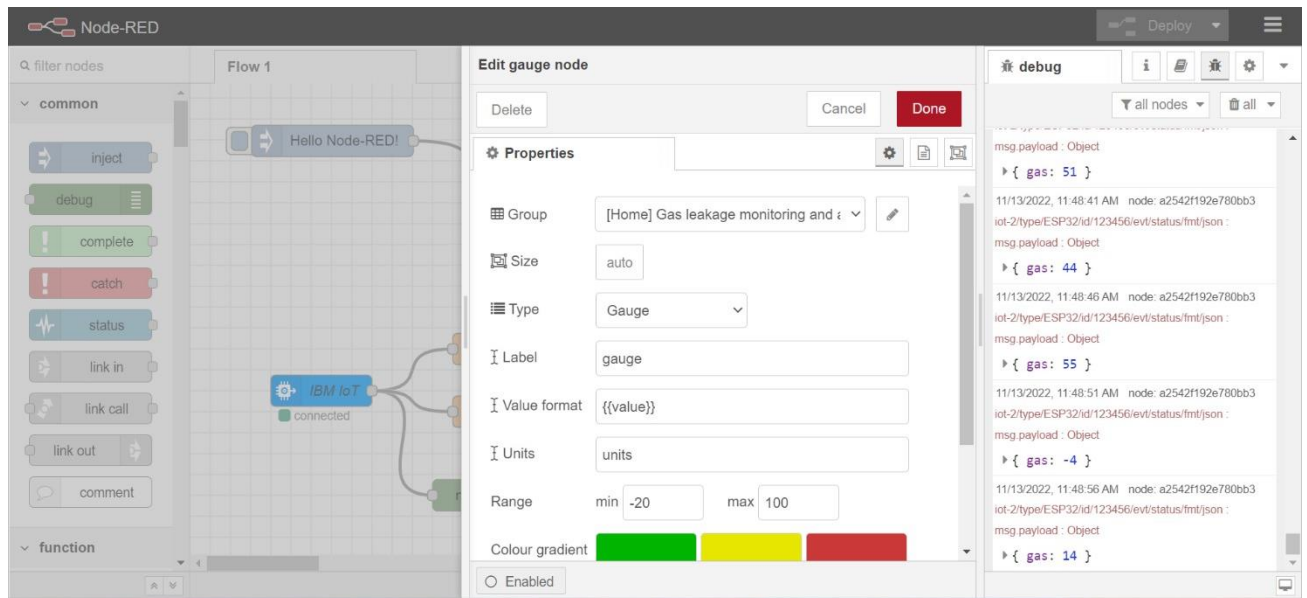 Node-RED
Deploy
filter nodes
common
inject
debug
complete
catch
status
link in
link call
link out
comment
function
Flow 1
Hello Node-RED!
IBM IoT
connected
Edit gauge node
Delete
Cancel
Done
Properties
Group
[Home] Gas leakage monitoring and
Size
auto
Type
Gauge
Label
gauge
Value format
{{value}}
Units
units
Range
min -20
max 100
Colour gradient
Enabled
debug
i
all nodes
all
msg.payload : Object
{ gas: 51 }
11/13/2022, 11:48:41 AM node: a2542f192e780bb3
iot-2/type/ESP32/id/123456/evt/status/fmt/json :
msg.payload : Object
{ gas: 44 }
11/13/2022, 11:48:46 AM node: a2542f192e780bb3
iot-2/type/ESP32/id/123456/evt/status/fmt/json :
msg.payload : Object
{ gas: 55 }
11/13/2022, 11:48:51 AM node: a2542f192e780bb3
iot-2/type/ESP32/id/123456/evt/status/fmt/json :
msg.payload : Object
{ gas: -4 }
11/13/2022, 11:48:56 AM node: a2542f192e780bb3
iot-2/type/ESP32/id/123456/evt/status/fmt/json :
msg.payload : Object
{ gas: 14 }